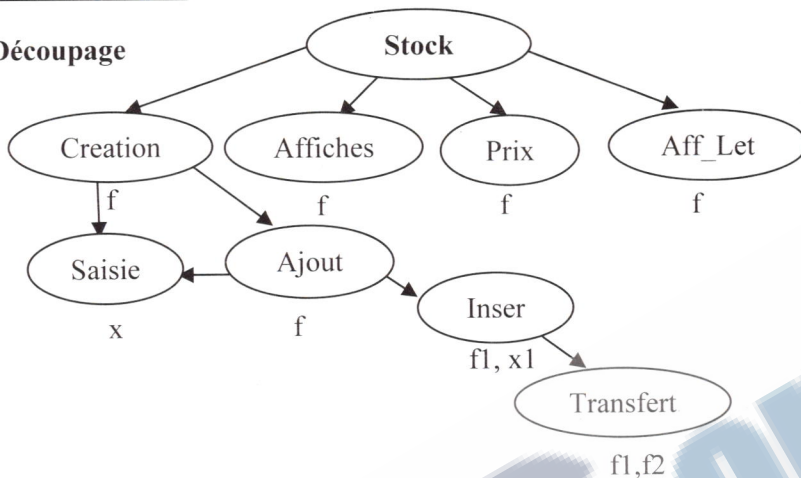 Découpage
Stock
Creation
Affiches
Prix
Aff_Let
f
f
f
f
Saisie
Ajout
x
f
Inser
f1, x1
Transfert
f1,f2